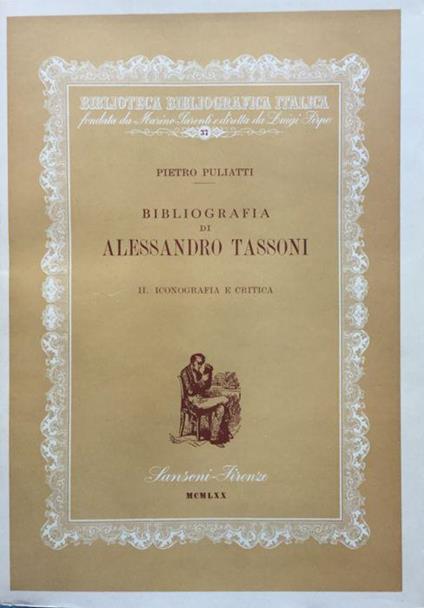 BIBLIOTECA BIBLIOGRAFICA ITALICA
fondata da Marino Parenti e diretta da Luigi Firpo
37
PIETRO PULIATTI
BIBLIOGRAFIA
DI
ALESSANDRO TASSONI
II. ICONOGRAFIA E CRITICA
Sansoni-Firenze
MCMLXX